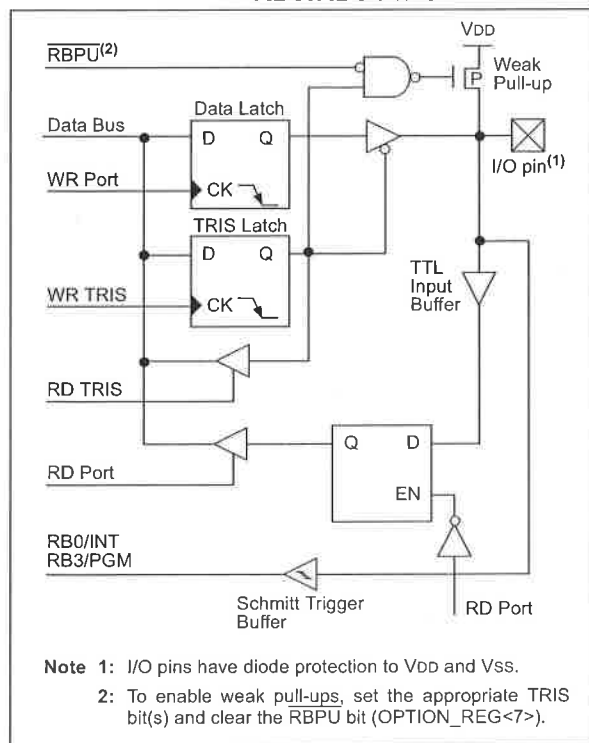 VDD
RBPU(2)
Weak
Pull-up
P
Data Bus
Data Latch
D Q
I/O pin(1)
WR Port
CK
TRIS Latch
D Q
TTL
Input
Buffer
WR TRIS
CK
RD TRIS
Q D
RD Port
EN
RB0/INT
RB3/PGM
Schmitt Trigger
Buffer
RD Port
Note 1: I/O pins have diode protection to VDD and VSS.
2: To enable weak pull-ups, set the appropriate TRIS
bit(s) and clear the RBPU bit (OPTION_REG<7>).